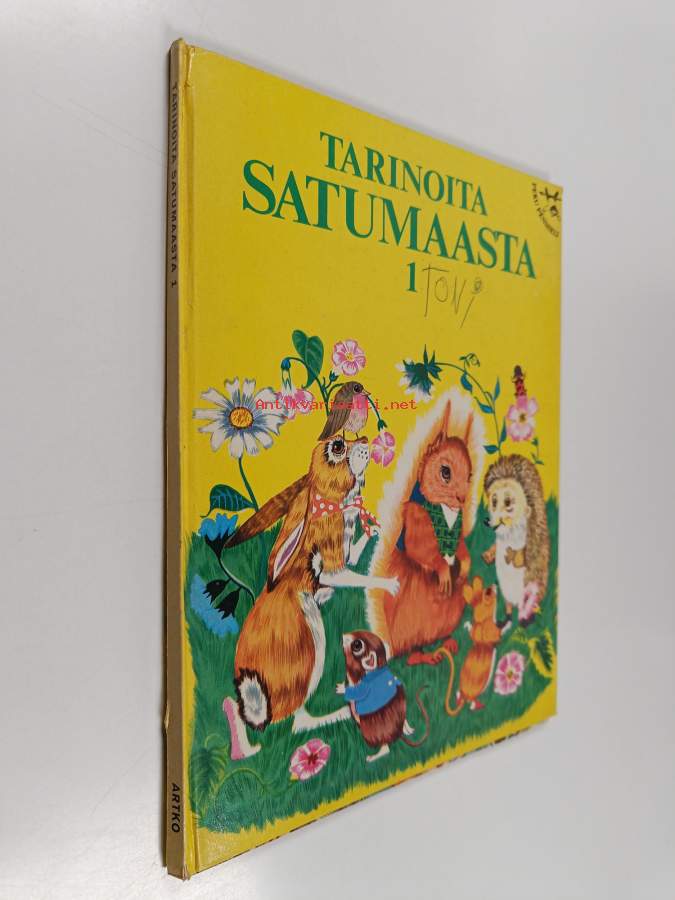 TARINOITA SATUMAASTA 1
ARTKO
TARINOITA
SATUMAASTA
1 TONi
Antikvariaatti.net